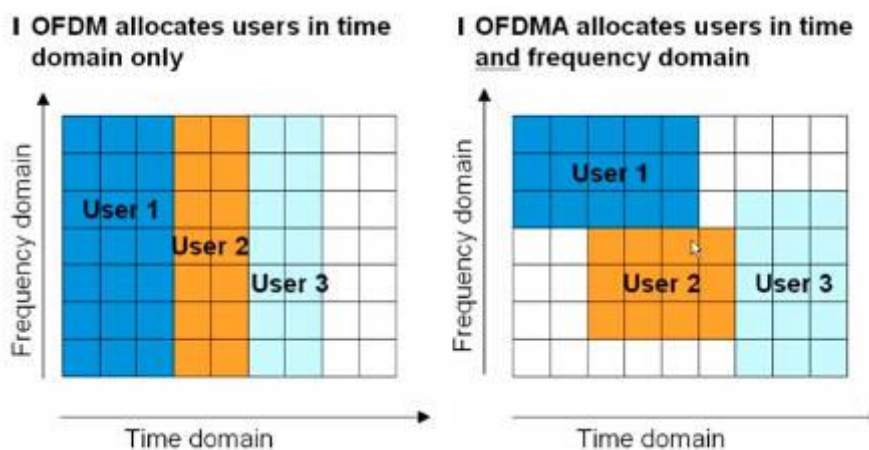 I OFDM allocates users in time
domain only
Frequency domain
User 1
User 2
User 3
Time domain
I OFDMA allocates users in time
and frequency domain
Frequency domain
User 1
User 2
User 3
Time domain